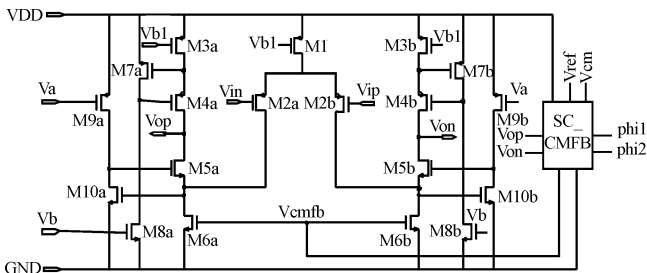 VDD
Vb1
M3a
Vb1
M1
M3b
Vb1
Vref
Vcm
M7a
M7b
Va
M9a
M4a
Vin
M2a
M2b
Vip
M4b
Va
M9b
Vop
Von
Vop
Von
SC_
CMFB
phi1
phi2
M5a
M5b
M10a
M10b
Vb
M8a
M6a
Vcmfb
M6b
Vb
M8b
GND